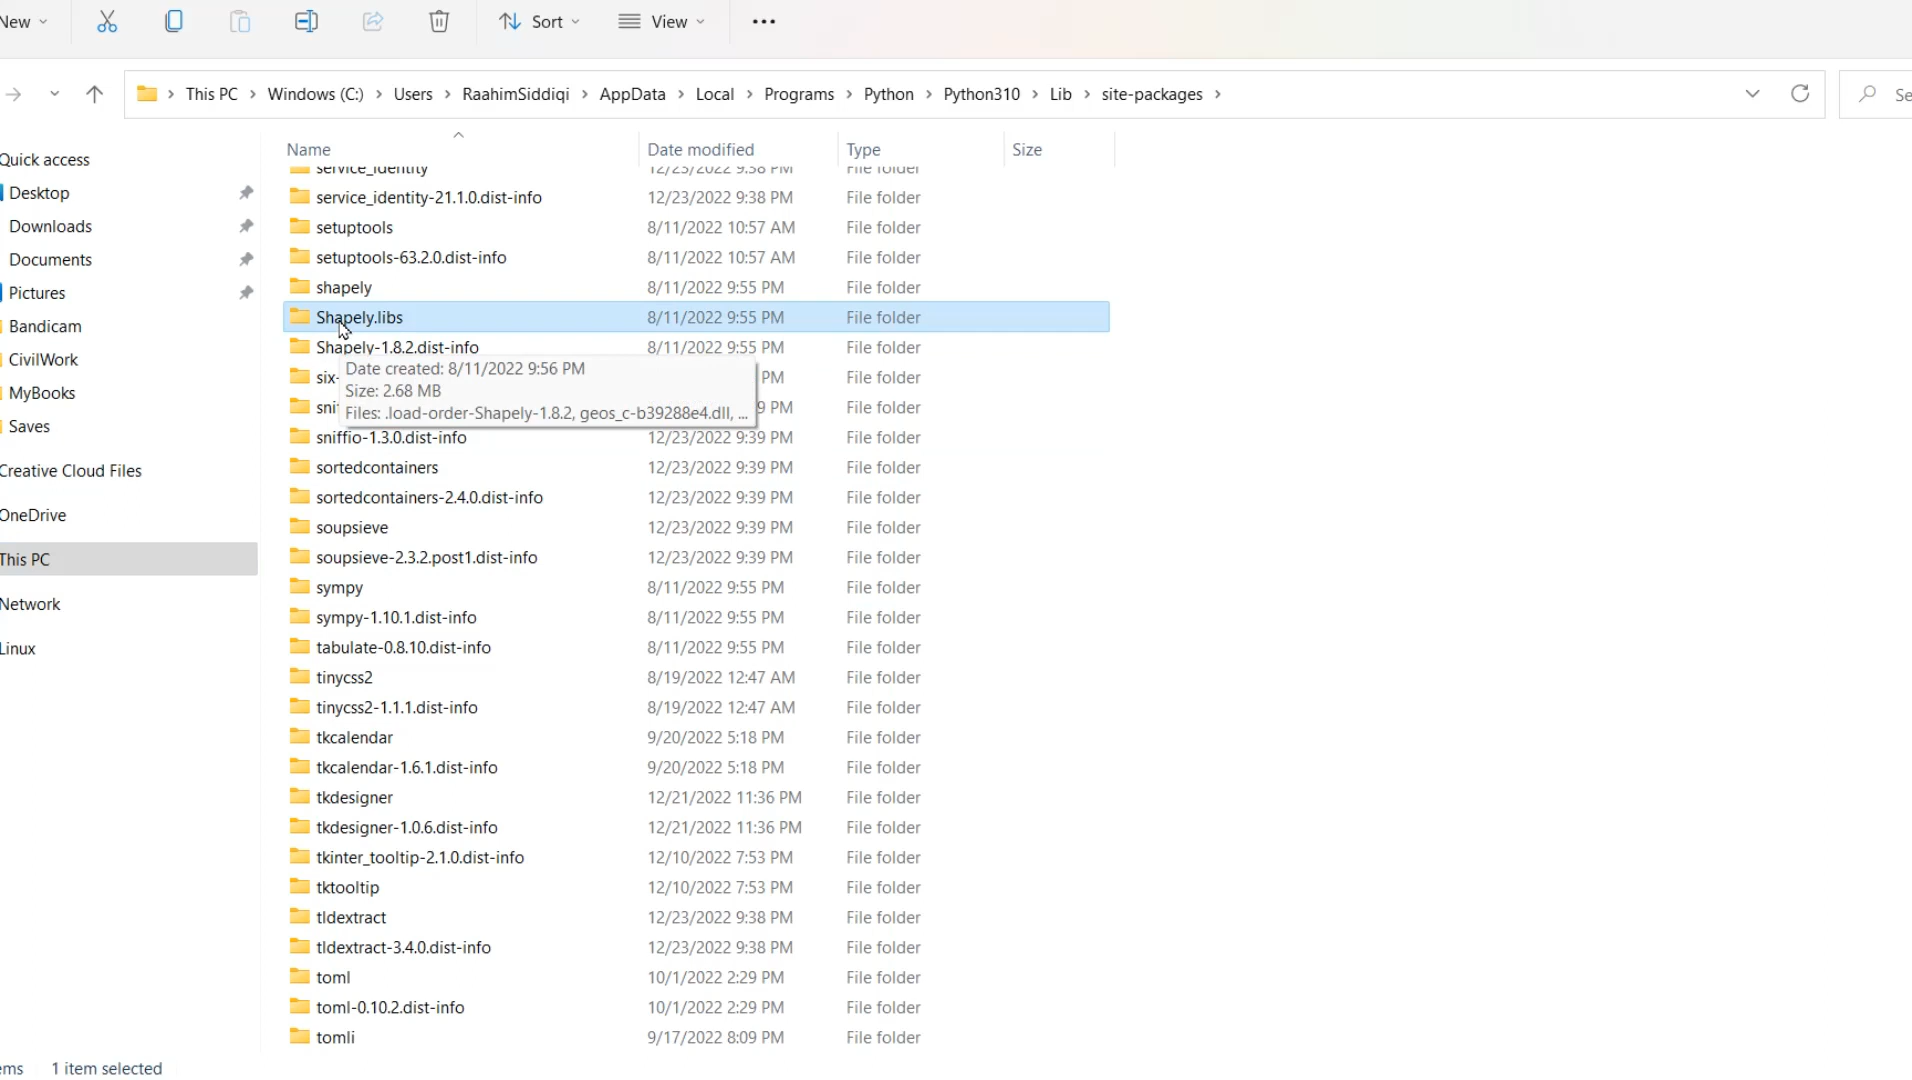 New
Sort
View
This PC > Windows (C:) > Users > RaahimSiddiqi > AppData > Local > Programs > Python > Python310 > Lib > site-packages >
Se
Name Date modified Type Size
Quick access
Desktop
Downloads
Documents
Pictures
Bandicam
CivilWork
MyBooks
Saves
Creative Cloud Files
OneDrive
This PC
Network
Linux
service_identity 12/23/2022 9:38 PM File folder
service_identity-21.1.0.dist-info 12/23/2022 9:38 PM File folder
setuptools 8/11/2022 10:57 AM File folder
setuptools-63.2.0.dist-info 8/11/2022 10:57 AM File folder
shapely 8/11/2022 9:55 PM File folder
Shapely.libs 8/11/2022 9:55 PM File folder
Shapely-1.8.2.dist-info 8/11/2022 9:55 PM File folder
Date created: 8/11/2022 9:56 PM
Size: 2.68 MB
Files: .load-order-Shapely-1.8.2, geos_c-b39288e4.dll, ...
six- PM File folder
sni 9 PM File folder
sniffio-1.3.0.dist-info 12/23/2022 9:39 PM File folder
sortedcontainers 12/23/2022 9:39 PM File folder
sortedcontainers-2.4.0.dist-info 12/23/2022 9:39 PM File folder
soupsieve 12/23/2022 9:39 PM File folder
soupsieve-2.3.2.post1.dist-info 12/23/2022 9:39 PM File folder
sympy 8/11/2022 9:55 PM File folder
sympy-1.10.1.dist-info 8/11/2022 9:55 PM File folder
tabulate-0.8.10.dist-info 8/11/2022 9:55 PM File folder
tinycss2 8/19/2022 12:47 AM File folder
tinycss2-1.1.1.dist-info 8/19/2022 12:47 AM File folder
tkcalendar 9/20/2022 5:18 PM File folder
tkcalendar-1.6.1.dist-info 9/20/2022 5:18 PM File folder
tkdesigner 12/21/2022 11:36 PM File folder
tkdesigner-1.0.6.dist-info 12/21/2022 11:36 PM File folder
tkinter_tooltip-2.1.0.dist-info 12/10/2022 7:53 PM File folder
tktooltip 12/10/2022 7:53 PM File folder
tldextract 12/23/2022 9:38 PM File folder
tldextract-3.4.0.dist-info 12/23/2022 9:38 PM File folder
toml 10/1/2022 2:29 PM File folder
toml-0.10.2.dist-info 10/1/2022 2:29 PM File folder
tomli 9/17/2022 8:09 PM File folder
ems 1 item selected